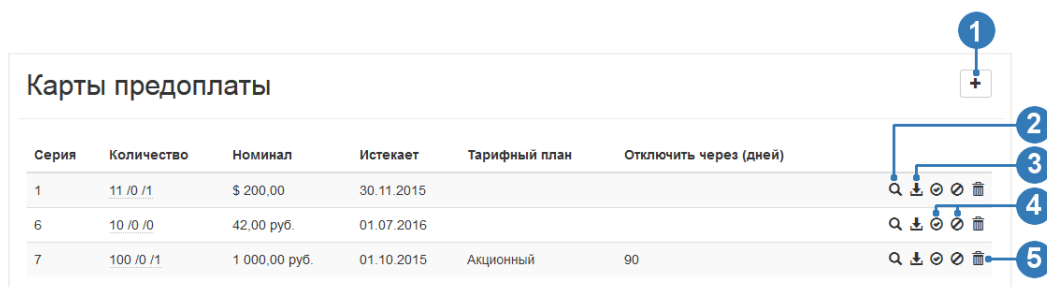 1
Карты предоплаты
+
2
Серия Количество Номинал Истекает Тарифный план Отключить через (дней)
3
1 11 /0 /1 $ 200,00 30.11.2015
4
6 10 /0 /0 42,00 руб. 01.07.2016
7 100 /0 /1 1 000,00 руб. 01.10.2015 Акционный 90
5